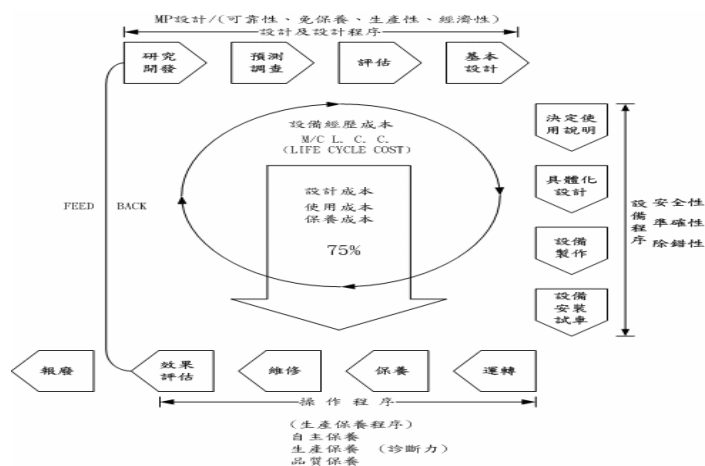 MP設計/(可靠性、免保養、生產性、經濟性)
設計及設計程序
研究
開發
預測
調查
評估
基本
設計
決定使
用說明
具體化
設計
設備
製作
設備
安裝
試車
設備程序
安全性
準確性
除錯性
設備經歷成本
M/C L. C. C.
(LIFE CYCLE COST)
設計成本
使用成本
保養成本
75%
FEED BACK
報廢
效果
評估
維修
保養
運轉
操作程序
(生產保養程序)
自主保養
生產保養 (診斷力)
品質保養